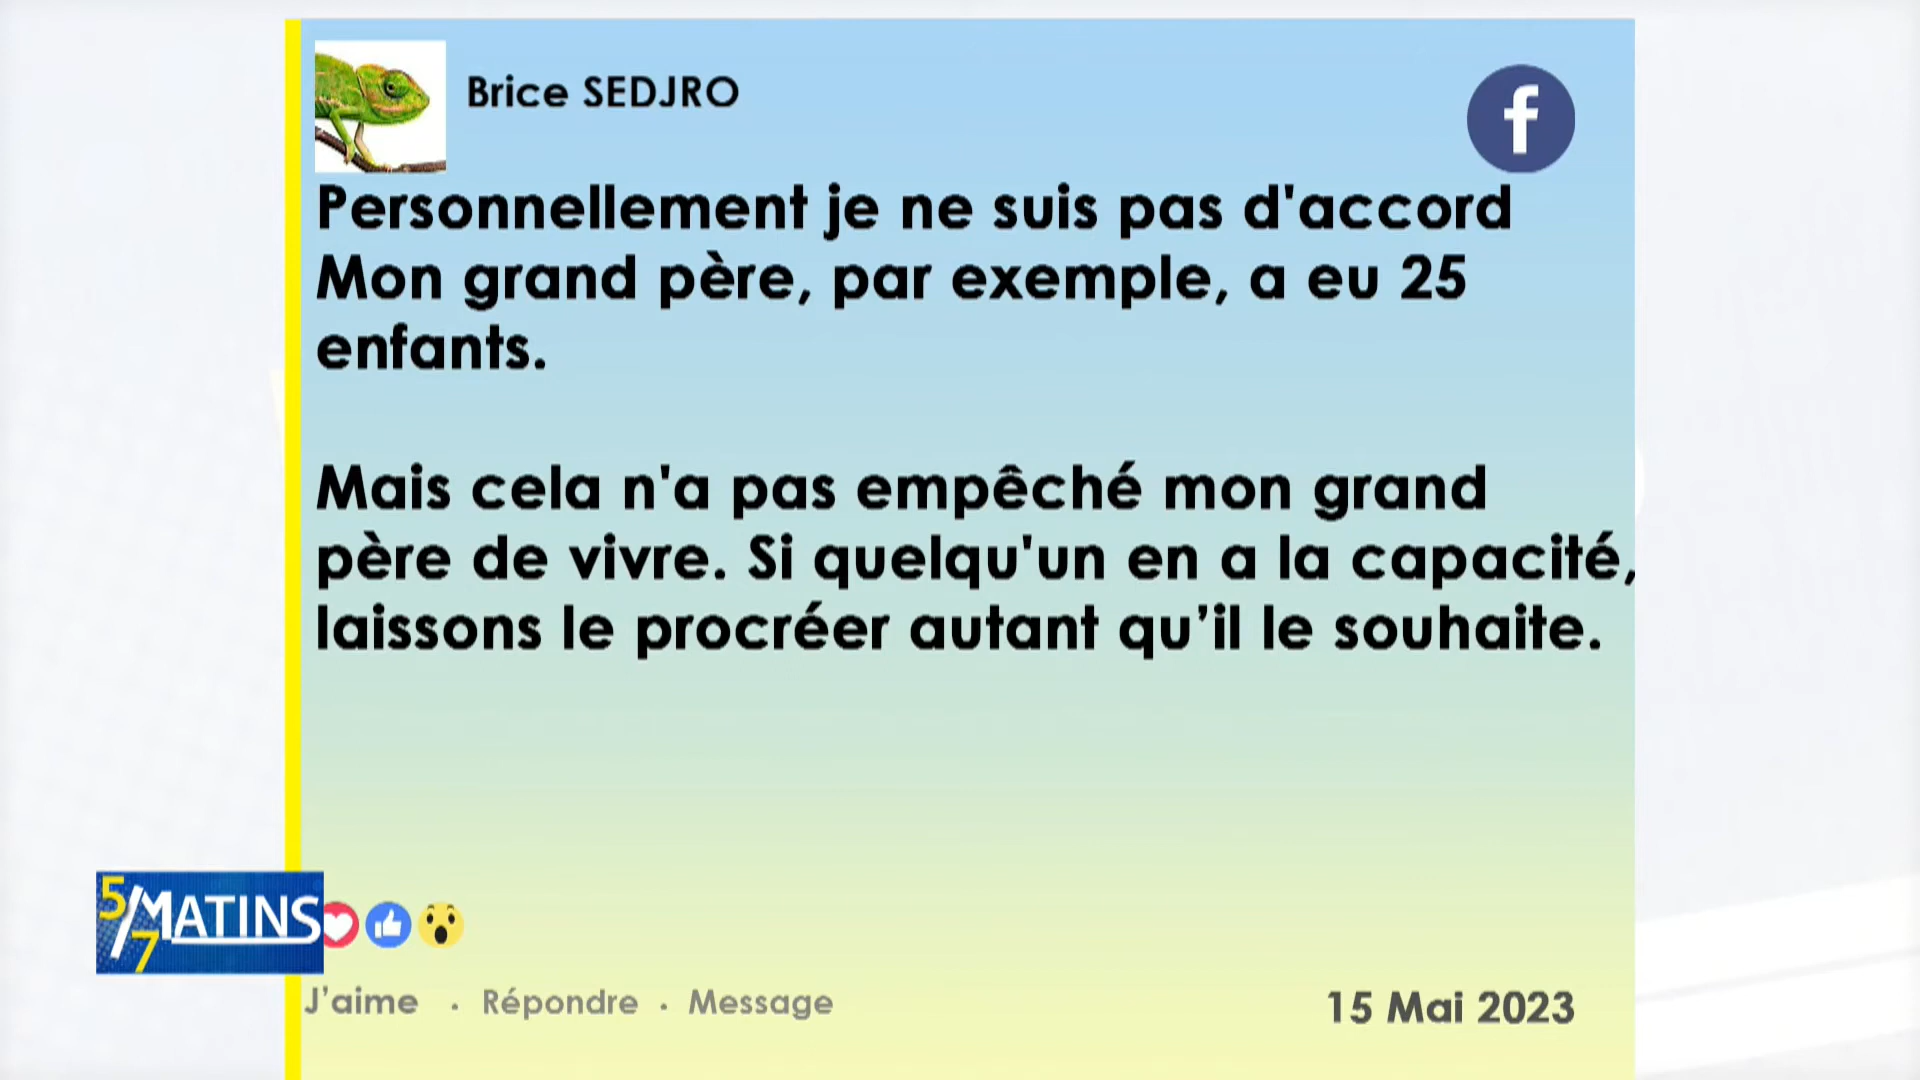 Brice SEDJRO
f
Personnellement je ne suis pas d'accord
Mon grand père, par exemple, a eu 25
enfants.
Mais cela n'a pas empêché mon grand
père de vivre. Si quelqu'un en a la capacité,
laissons le procréer autant qu’il le souhaite.
5/7 MATINS
J’aime . Répondre . Message
15 Mai 2023